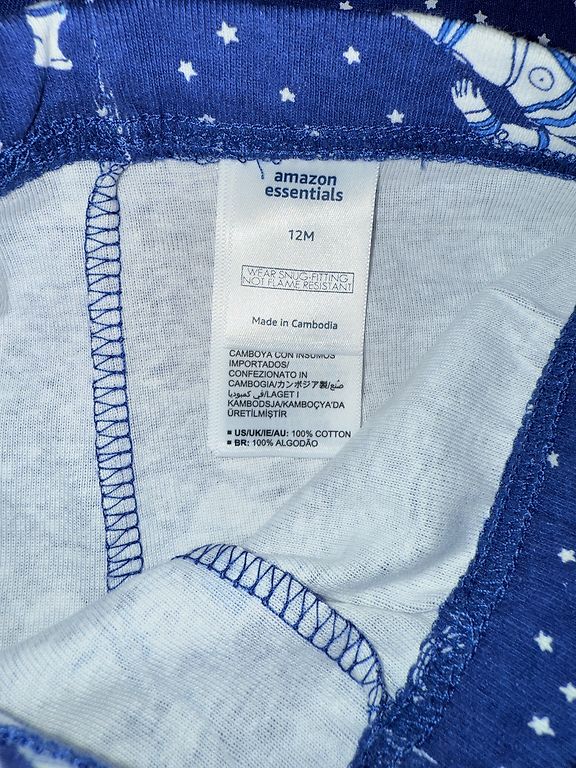 amazon
essentials
12M
WEAR SNUG-FITTING
NOT FLAME RESISTANT
Made in Cambodia
CAMBOYA CON INSUMOS
IMPORTADOS/
CONFEZIONATO IN
CAMBOGIA/カンボジア製/صُنع
في كمبوديا/LAGET I
KAMBODSJA/KAMBOÇYA'DA
ÜRETİLMİŞTİR
■ US/UK/IE/AU: 100% COTTON
■ BR: 100% ALGODÃO